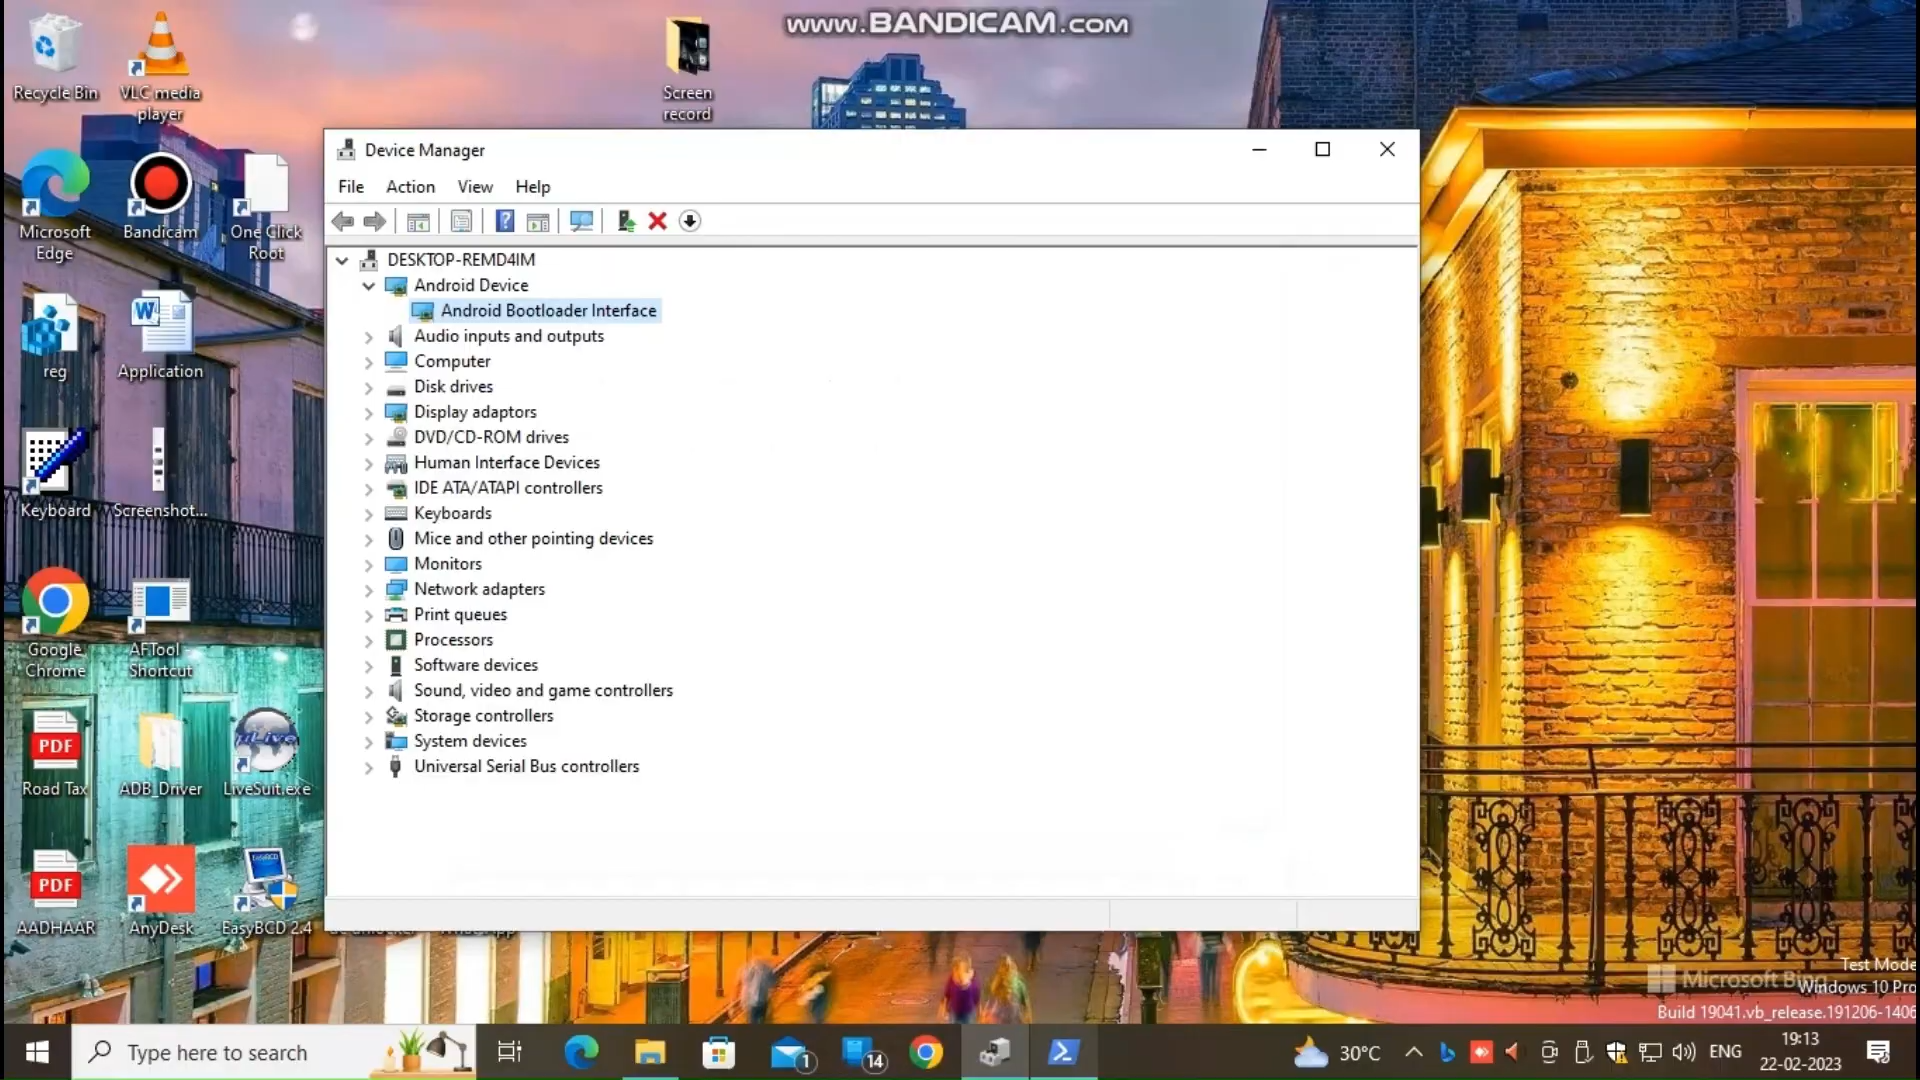 www.BANDICAM.com
Recycle Bin
VLC media
player
Screen
record
Microsoft
Edge
Bandicam
One Click
Root
reg
Application
Keyboard
Screenshot...
Google
Chrome
AFTool -
Shortcut
PDF
Road Tax
ADB_Driver
LiveSuit.exe
PDF
AADHAAR
AnyDesk
EasyBCD 2.4
Device Manager
File Action View Help
DESKTOP-REMD4IM
Android Device
Android Bootloader Interface
Audio inputs and outputs
Computer
Disk drives
Display adaptors
DVD/CD-ROM drives
Human Interface Devices
IDE ATA/ATAPI controllers
Keyboards
Mice and other pointing devices
Monitors
Network adapters
Print queues
Processors
Software devices
Sound, video and game controllers
Storage controllers
System devices
Universal Serial Bus controllers
Test Mode
Microsoft Bing
Windows 10 Pro
Build 19041.vb_release.191206-1406
Type here to search
1
14
30°C
ENG
19:13
22-02-2023